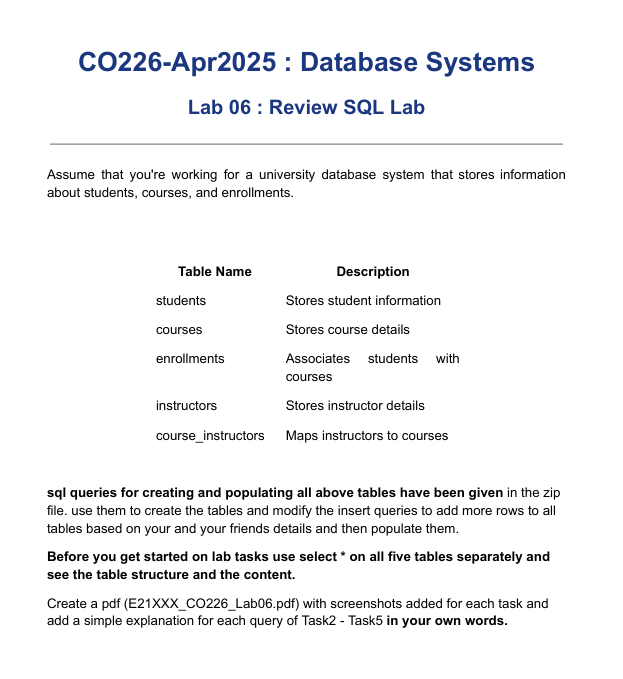 CO226-Apr2025 : Database Systems
Lab 06 : Review SQL Lab
Assume that you're working for a university database system that stores information
about students, courses, and enrollments.
Table Name Description
students Stores student information
courses Stores course details
enrollments Associates students with
courses
instructors Stores instructor details
course_instructors Maps instructors to courses
sql queries for creating and populating all above tables have been given in the zip
file. use them to create the tables and modify the insert queries to add more rows to all
tables based on your and your friends details and then populate them.
Before you get started on lab tasks use select * on all five tables separately and
see the table structure and the content.
Create a pdf (E21XXX_CO226_Lab06.pdf) with screenshots added for each task and
add a simple explanation for each query of Task2 - Task5 in your own words.